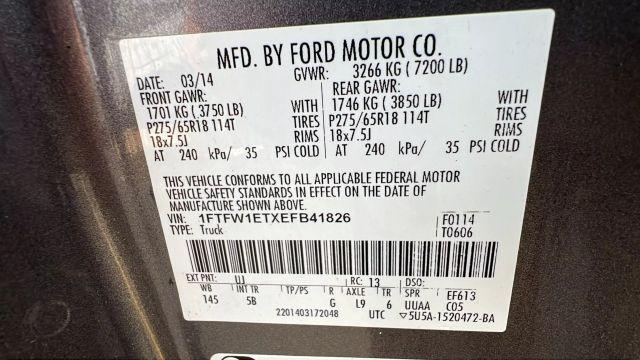 MFD. BY FORD MOTOR CO.
DATE: 03/14 GVWR: 3266 KG ( 7200 LB)
FRONT GAWR: REAR GAWR:
1701 KG ( 3750 LB) WITH 1746 KG ( 3850 LB) WITH
P275/65R18 114T TIRES P275/65R18 114T TIRES
18x7.5J RIMS 18x7.5J RIMS
AT 240 kPa/ 35 PSI COLD AT 240 kPa/ 35 PSI COLD
THIS VEHICLE CONFORMS TO ALL APPLICABLE FEDERAL MOTOR
VEHICLE SAFETY STANDARDS IN EFFECT ON THE DATE OF
MANUFACTURE SHOWN ABOVE.
VIN: 1FTFW1ETXEFB41826 F0114
TYPE: Truck T0606
EXT PNT: UJ RC: 13 DSO:
WB INT TR TP/PS R AXLE TR SPR EF613
145 5B G L9 6 UUAA C05
2201403172048 UTC ▽5U5A-1520472-BA